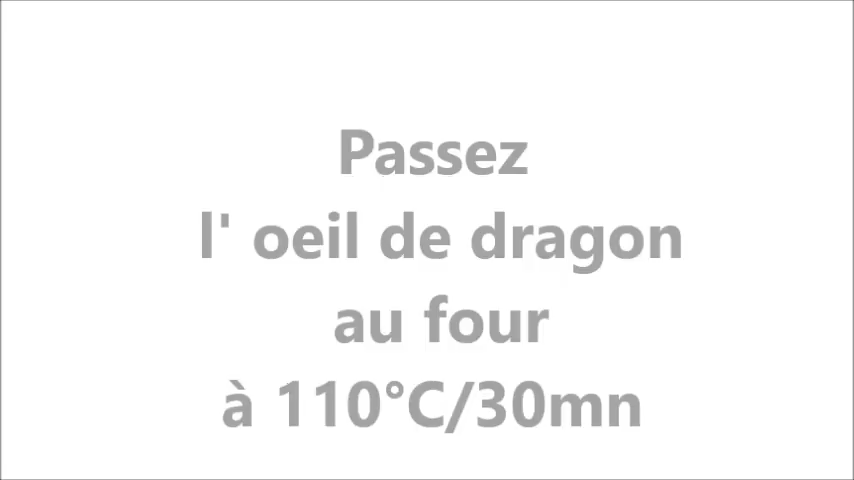 Passez
l' oeil de dragon
au four
à 110°C/30mn